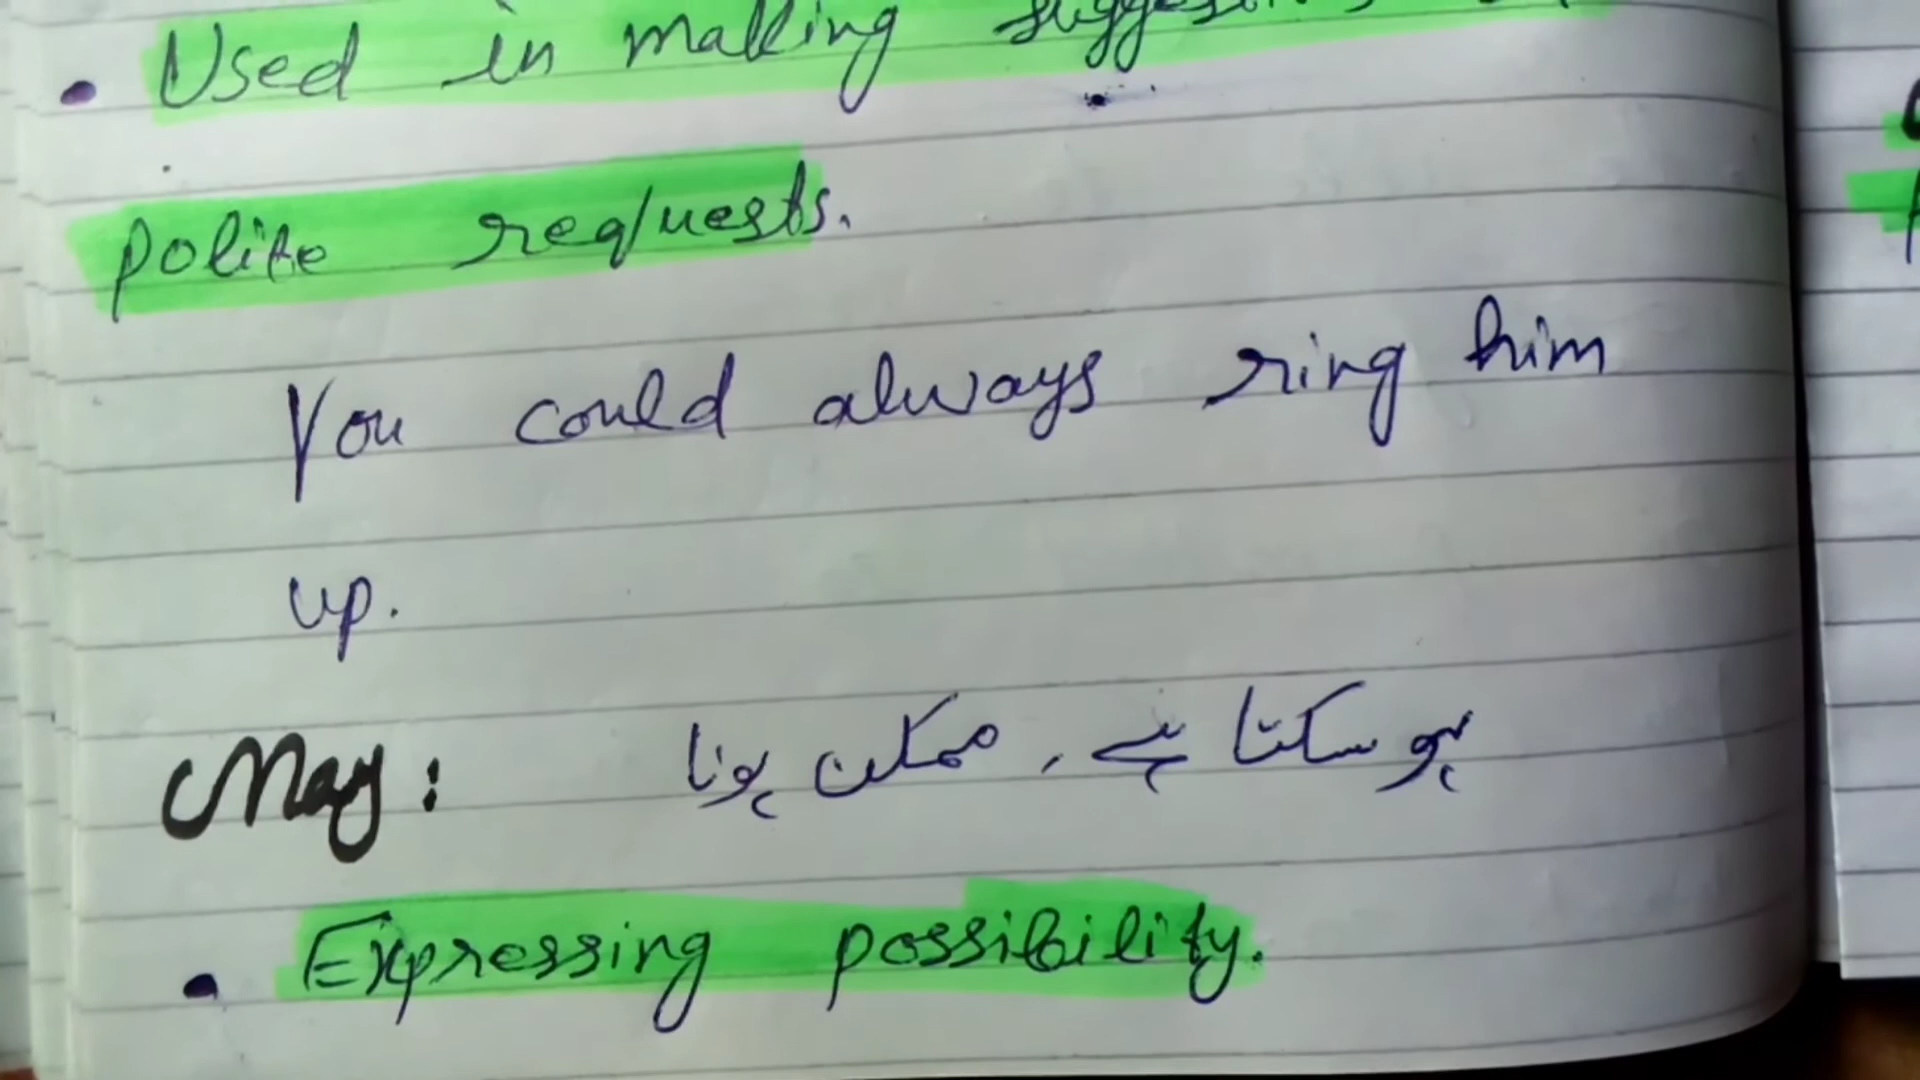 • Used in making
polite requests.
You could always ring him
up.
May: ہو سکتا ہے، ممکن ہونا
• Expressing possibility.